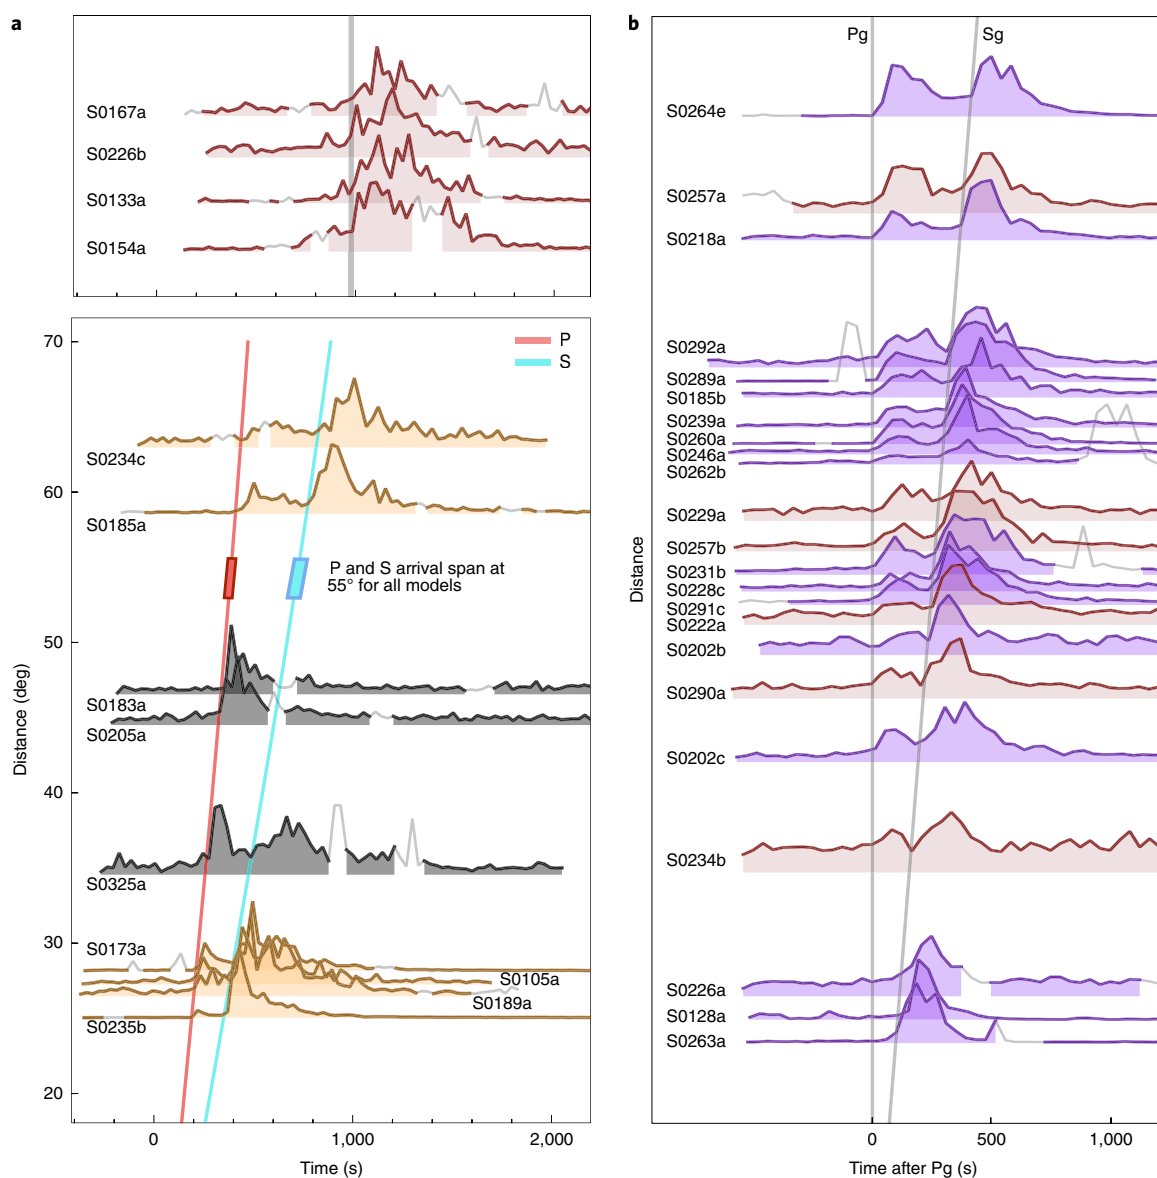 a
S0167a
S0226b
S0133a
S0154a
70
60
50
40
30
20
Distance (deg)
P
S
S0234c
S0185a
P and S arrival span at
55° for all models
S0183a
S0205a
S0325a
S0173a
S0105a
S0189a
S0235b
0
1,000
2,000
Time (s)
b
Pg
Sg
S0264e
S0257a
S0218a
S0292a
S0289a
S0185b
S0239a
S0260a
S0246a
S0262b
S0229a
S0257b
S0231b
S0228c
S0291c
S0222a
S0202b
S0290a
S0202c
S0234b
S0226a
S0128a
S0263a
Distance
0
500
1,000
Time after Pg (s)